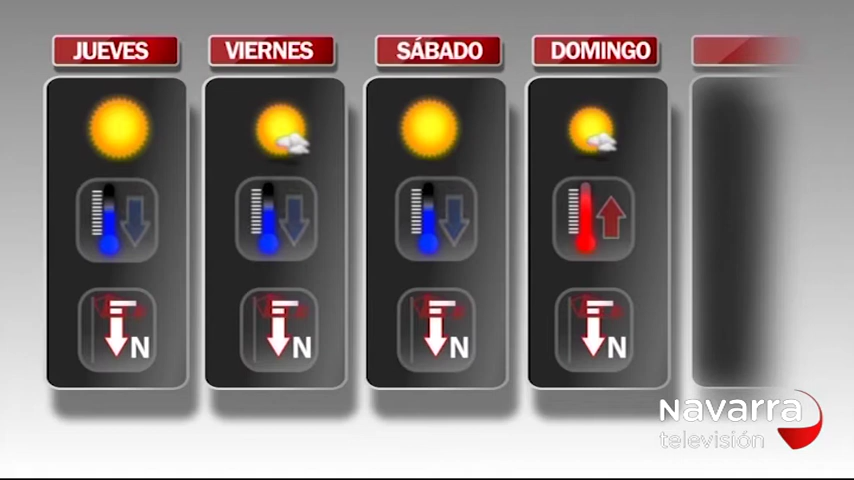 JUEVES
VIERNES
SÁBADO
DOMINGO
N
N
N
N
Navarra
televisión